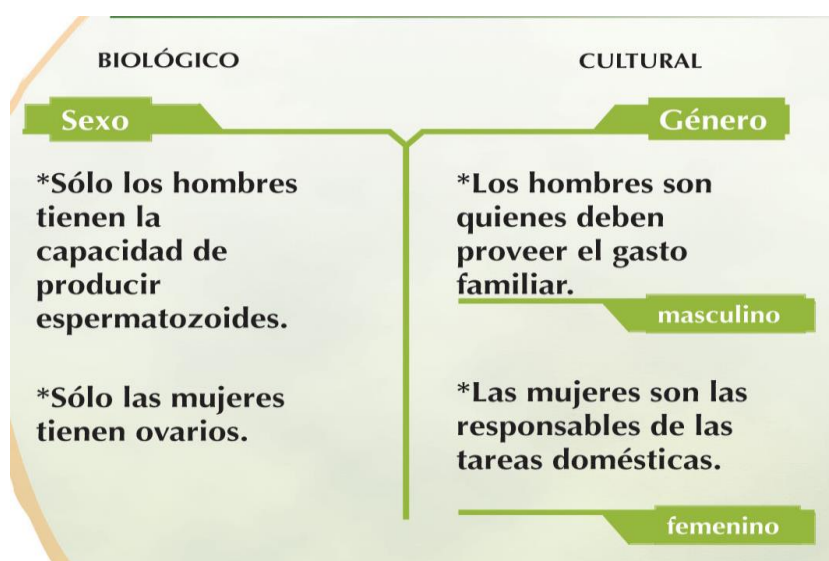 BIOLÓGICO
Sexo
*Sólo los hombres
tienen la
capacidad de
producir
espermatozoides.
*Sólo las mujeres
tienen ovarios.
CULTURAL
Género
*Los hombres son
quienes deben
proveer el gasto
familiar.
masculino
*Las mujeres son las
responsables de las
tareas domésticas.
femenino